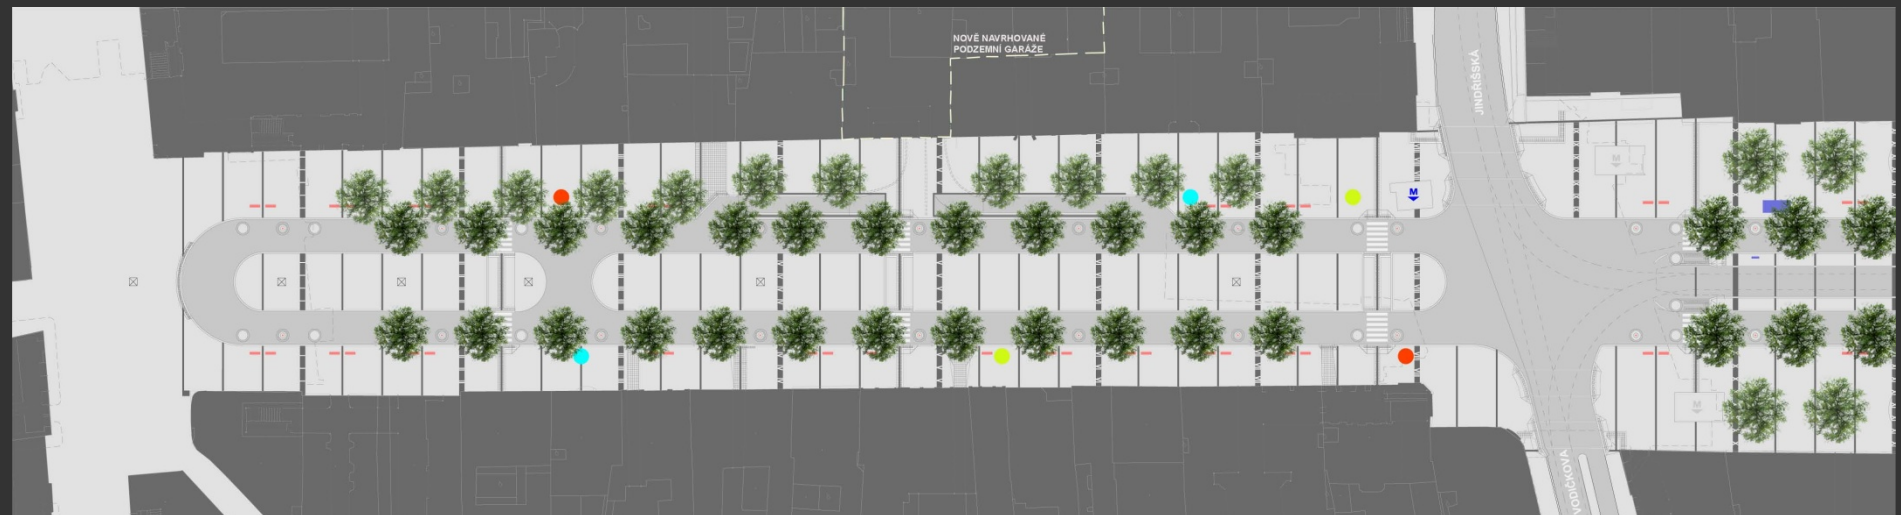 NOVĚ NAVRHOVANÉ
PODZEMNÍ GARÁŽE
JINDŘIŠSKÁ
M
M
M
VODIČKOVA